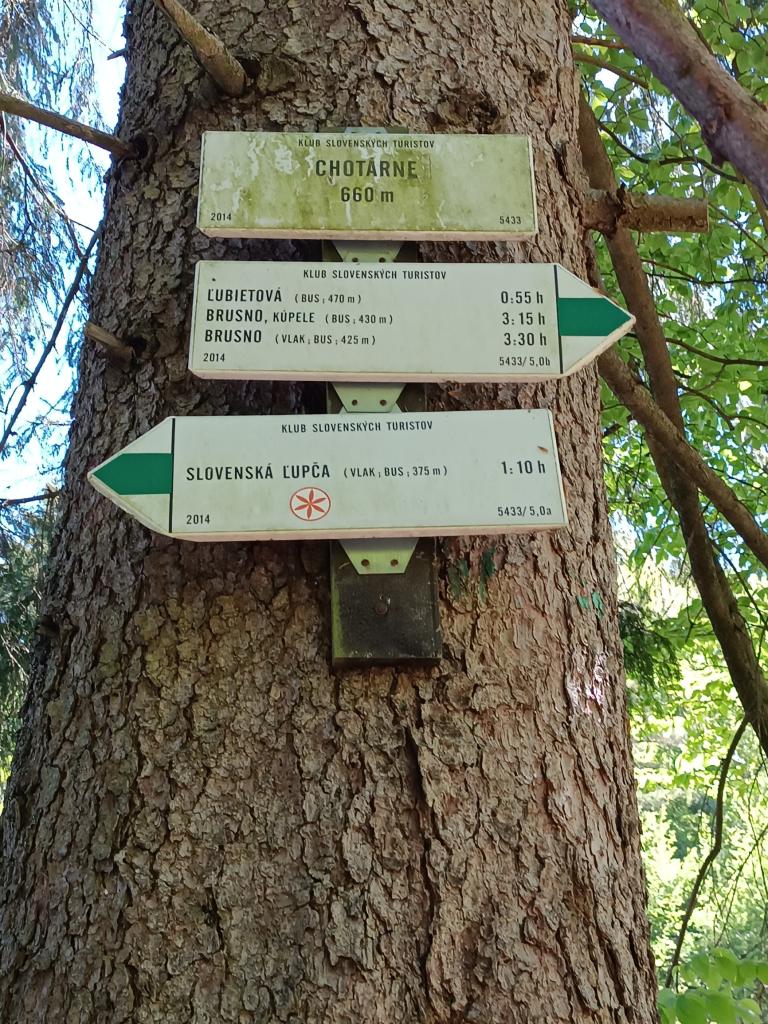 KLUB SLOVENSKÝCH TURISTOV
CHOTÁRNE
660 m
2014 5433
KLUB SLOVENSKÝCH TURISTOV
ĽUBIETOVÁ (BUS; 470 m) 0:55 h
BRUSNO, KÚPELE (BUS; 430 m) 3:15 h
BRUSNO (VLAK; BUS; 425 m) 3:30 h
2014 5433/5,0b
KLUB SLOVENSKÝCH TURISTOV
SLOVENSKÁ ĽUPČA (VLAK; BUS; 375 m) 1:10 h
2014 5433/5,0a